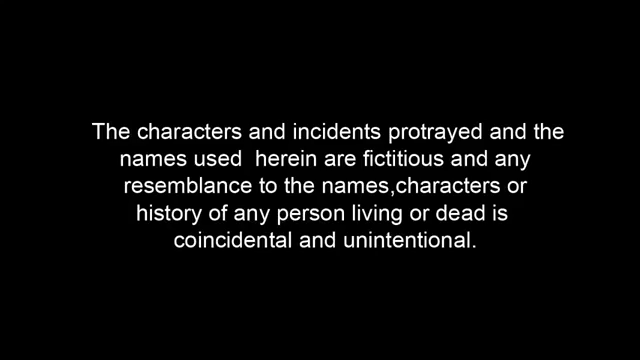 The characters and incidents protrayed and the
names used  herein are fictitious and any
resemblance to the names,characters or
history of any person living or dead is
coincidental and unintentional.